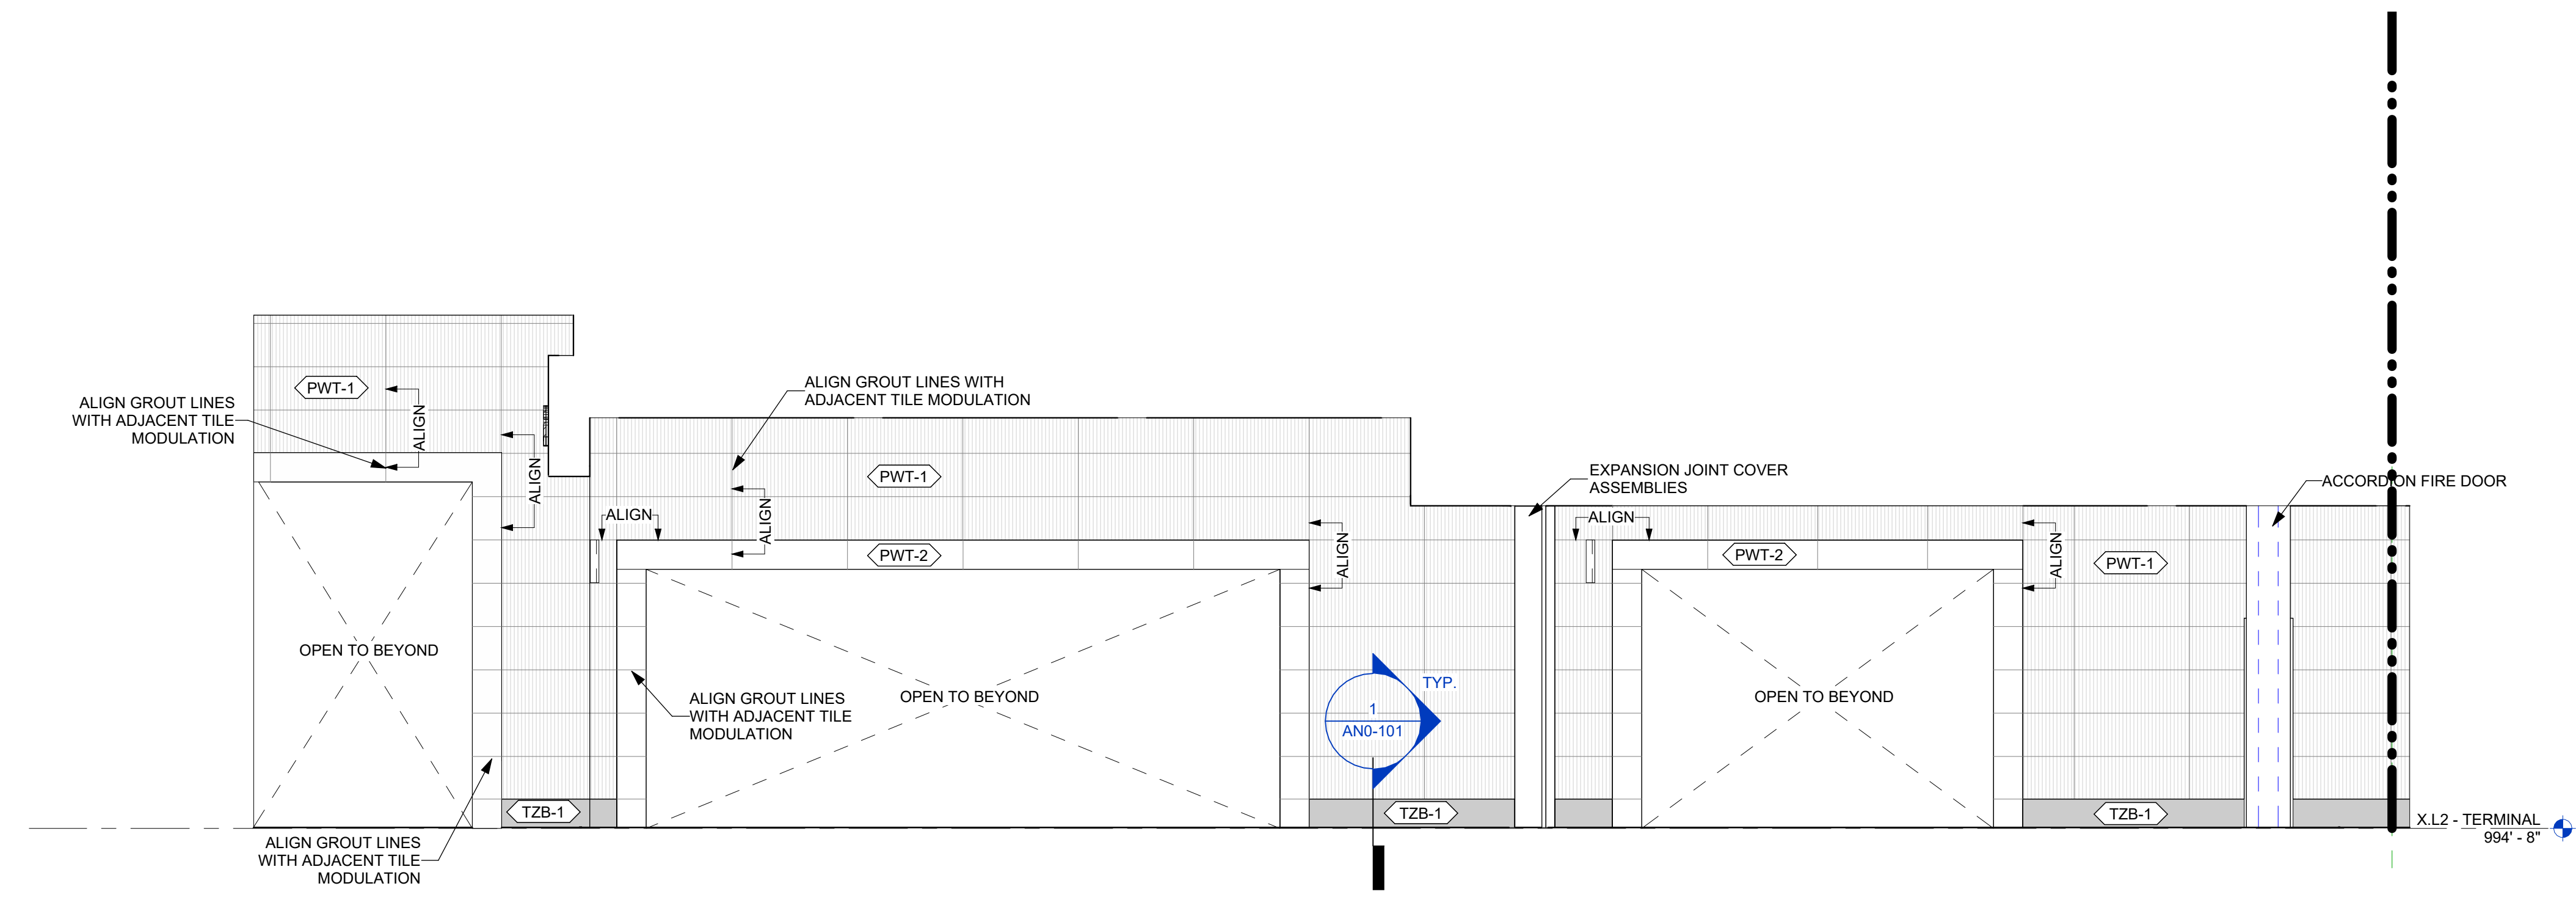 PWT-1
ALIGN GROUT LINES
WITH ADJACENT TILE
MODULATION
ALIGN
ALIGN
ALIGN GROUT LINES WITH
ADJACENT TILE MODULATION
PWT-1
ALIGN
ALIGN
PWT-2
ALIGN
EXPANSION JOINT COVER
ASSEMBLIES
ALIGN
PWT-2
ALIGN
PWT-1
ACCORDION FIRE DOOR
OPEN TO BEYOND
ALIGN GROUT LINES
WITH ADJACENT TILE
MODULATION
OPEN TO BEYOND
TYP.
1
AN0-101
OPEN TO BEYOND
TZB-1
TZB-1
TZB-1
ALIGN GROUT LINES
WITH ADJACENT TILE
MODULATION
X.L2 - TERMINAL
994' - 8"